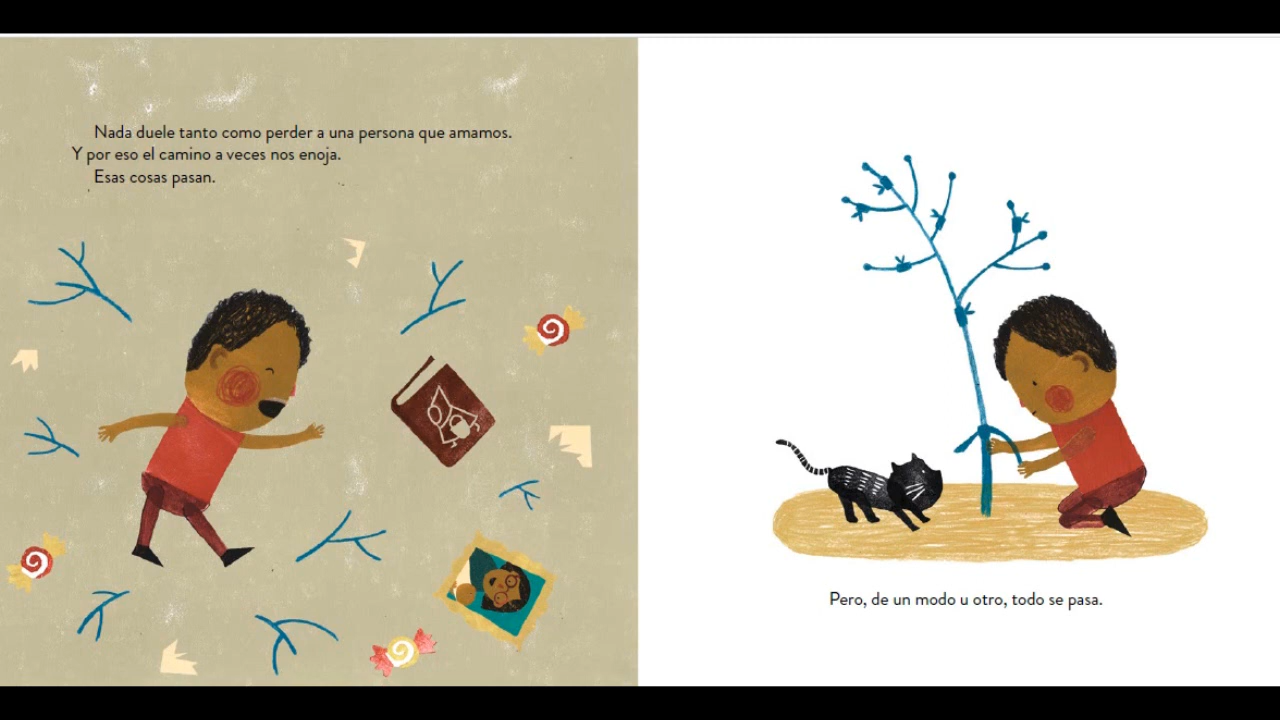 Nada duele tanto como perder a una persona que amamos.
Y por eso el camino a veces nos enoja.
Esas cosas pasan.
Pero, de un modo u otro, todo se pasa.